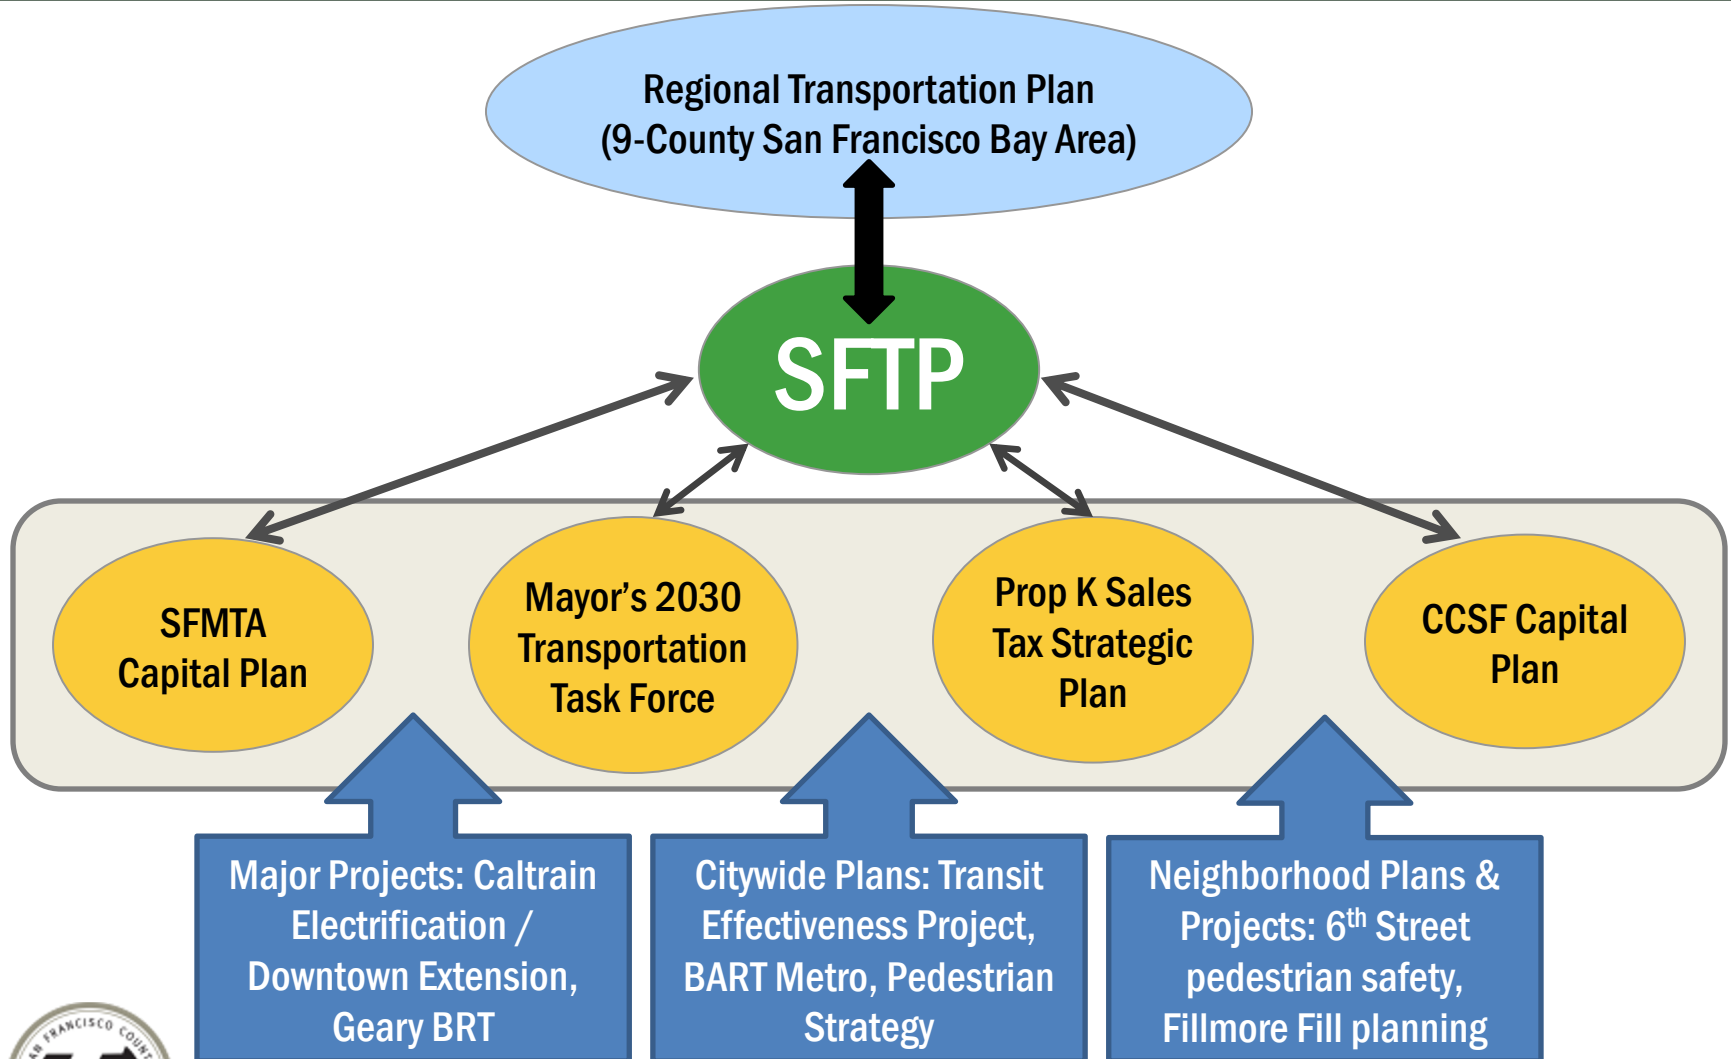 Regional Transportation Plan
(9-County San Francisco Bay Area)
SFTP
SFMTA
Capital Plan
Mayor’s 2030
Transportation
Task Force
Prop K Sales
Tax Strategic
Plan
CCSF Capital
Plan
Major Projects: Caltrain
Electrification /
Downtown Extension,
Geary BRT
Citywide Plans: Transit
Effectiveness Project,
BART Metro, Pedestrian
Strategy
Neighborhood Plans &
Projects: 6th Street
pedestrian safety,
Fillmore Fill planning
FRANCISCO